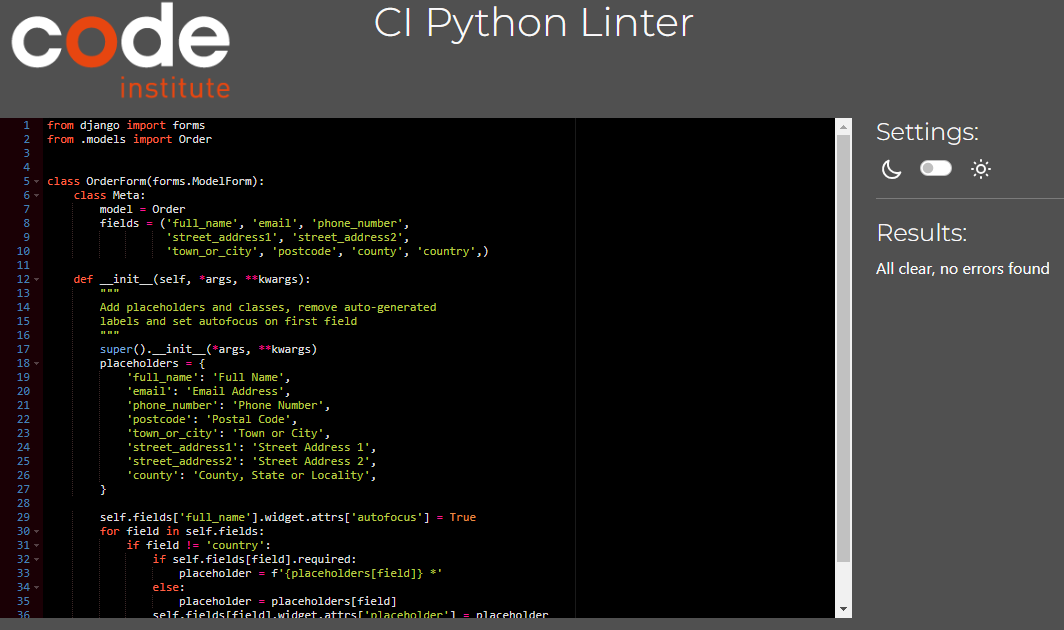 code
institute
CI Python Linter
1 from django import forms
2 from .models import Order
3
4
5 class OrderForm(forms.ModelForm):
6     class Meta:
7         model = Order
8         fields = ('full_name', 'email', 'phone_number',
9                   'street_address1', 'street_address2',
10                   'town_or_city', 'postcode', 'county', 'country',)
11
12     def __init__(self, *args, **kwargs):
13         """
14         Add placeholders and classes, remove auto-generated
15         labels and set autofocus on first field
16         """
17         super().__init__(*args, **kwargs)
18         placeholders = {
19             'full_name': 'Full Name',
20             'email': 'Email Address',
21             'phone_number': 'Phone Number',
22             'postcode': 'Postal Code',
23             'town_or_city': 'Town or City',
24             'street_address1': 'Street Address 1',
25             'street_address2': 'Street Address 2',
26             'county': 'County, State or Locality',
27         }
28
29         self.fields['full_name'].widget.attrs['autofocus'] = True
30         for field in self.fields:
31             if field != 'country':
32                 if self.fields[field].required:
33                     placeholder = f'{placeholders[field]} *'
34                 else:
35                     placeholder = placeholders[field]
36                 self.fields[field].widget.attrs['placeholder'] = placeholder
Settings:
Results:
All clear, no errors found